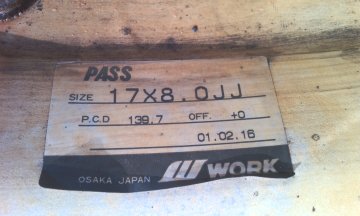 PASS
SIZE 17X8.0JJ
P.C.D 139.7 OFF. +0
01.02.16
OSAKA JAPAN WORK